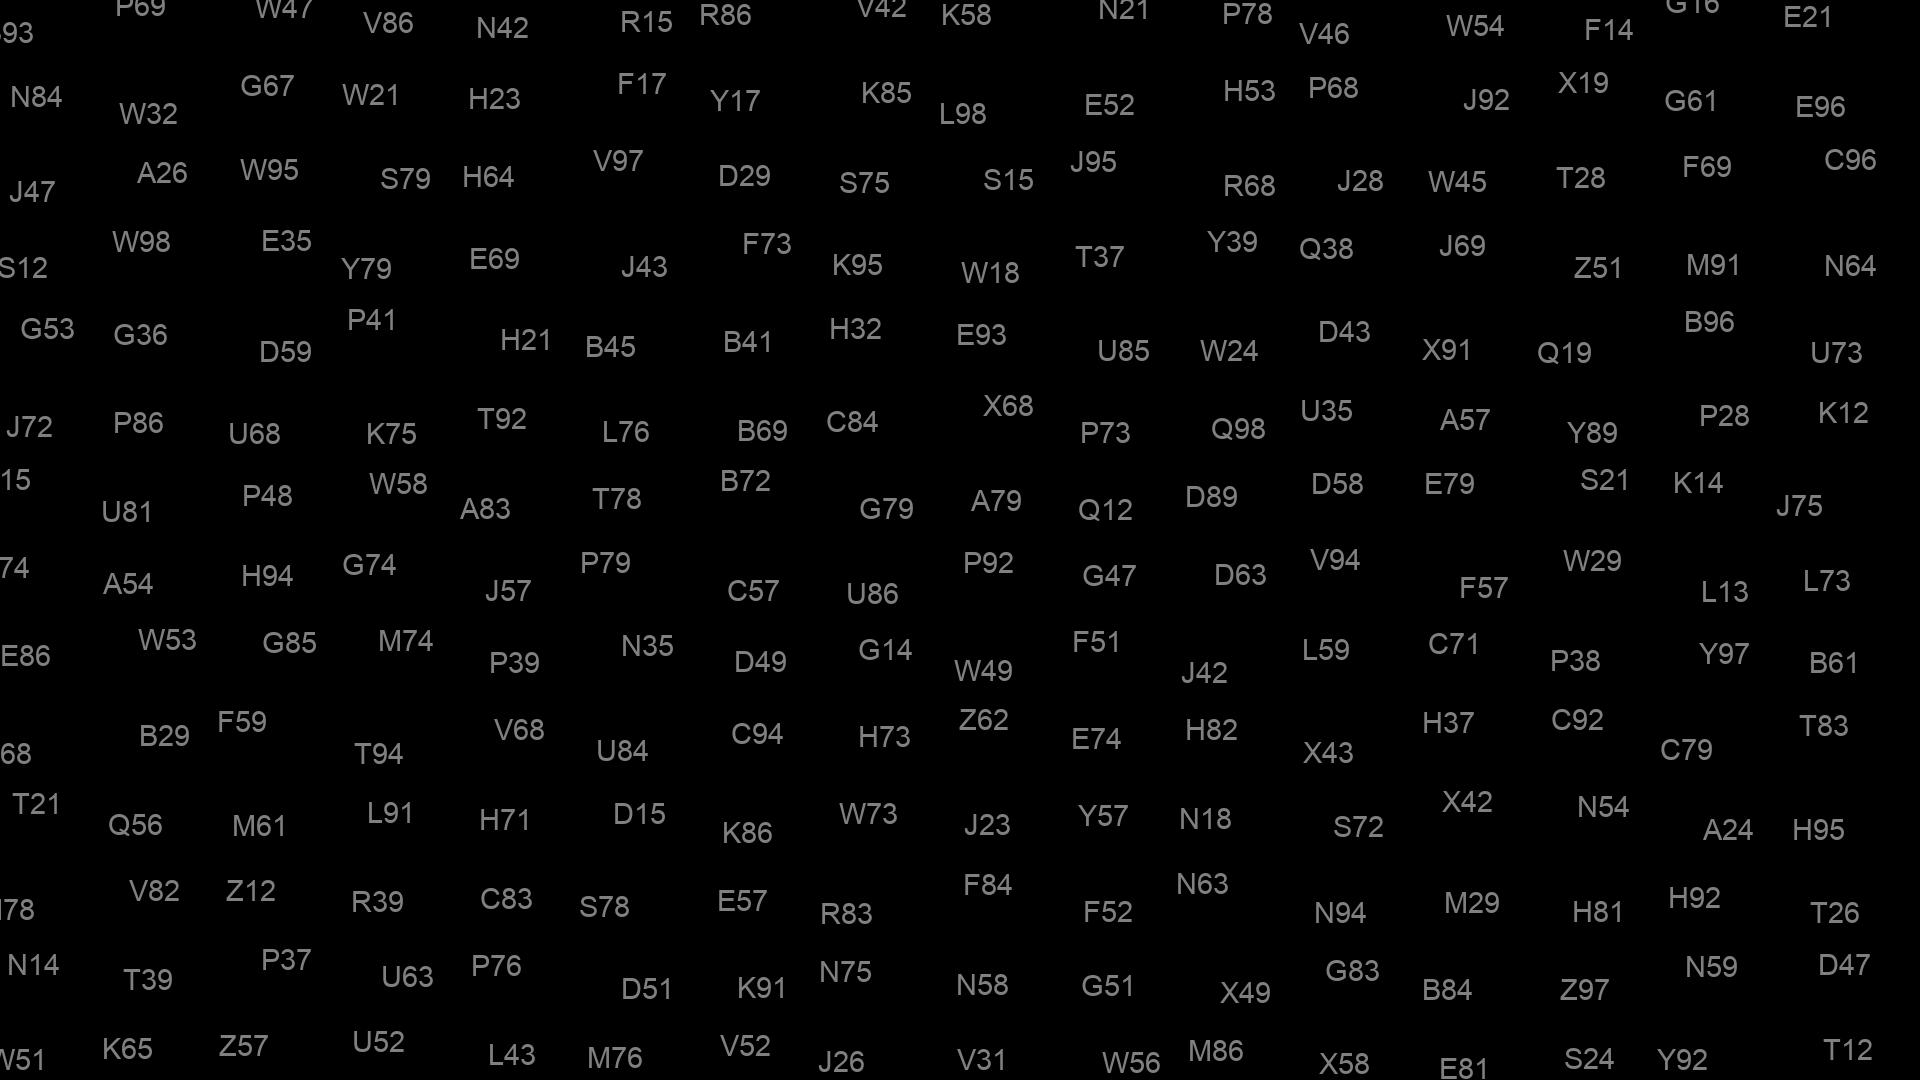 93 P69 W47 V86 N42 R15 R86 V42 K58 N21 P78 V46 W54 F14 G16 E21
N84 W32 G67 W21 H23 F17 Y17 K85 L98 E52 H53 P68 J92 X19 G61 E96
J47 A26 W95 S79 H64 V97 D29 S75 S15 J95 R68 J28 W45 T28 F69 C96
S12 W98 E35 Y79 E69 J43 F73 K95 W18 T37 Y39 Q38 J69 Z51 M91 N64
G53 G36 D59 P41 H21 B45 B41 H32 E93 U85 W24 D43 X91 Q19 B96 U73
J72 P86 U68 K75 T92 L76 B69 C84 X68 P73 Q98 U35 A57 Y89 P28 K12
15 U81 P48 W58 A83 T78 B72 G79 A79 Q12 D89 D58 E79 S21 K14 J75
74 A54 H94 G74 J57 P79 C57 U86 P92 G47 D63 V94 F57 W29 L13 L73
E86 W53 G85 M74 P39 N35 D49 G14 W49 F51 J42 L59 C71 P38 Y97 B61
68 B29 F59 T94 V68 U84 C94 H73 Z62 E74 H82 X43 H37 C92 C79 T83
T21 Q56 M61 L91 H71 D15 K86 W73 J23 Y57 N18 S72 X42 N54 A24 H95
78 V82 Z12 R39 C83 S78 E57 R83 F84 F52 N63 N94 M29 H81 H92 T26
N14 T39 P37 U63 P76 D51 K91 N75 N58 G51 X49 G83 B84 Z97 N59 D47
W51 K65 Z57 U52 L43 M76 V52 J26 V31 W56 M86 X58 E81 S24 Y92 T12